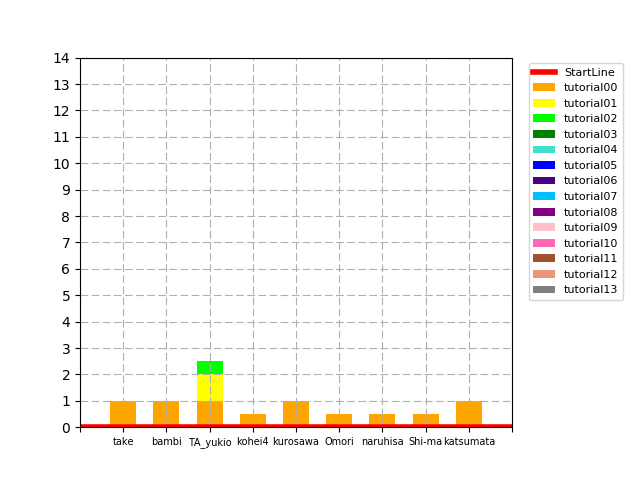 14
13
12
11
10
9
8
7
6
5
4
3
2
1
0
take bambi TA_yukio kohei4 kurosawa Omori naruhisa Shi-ma katsumata
StartLine
tutorial00
tutorial01
tutorial02
tutorial03
tutorial04
tutorial05
tutorial06
tutorial07
tutorial08
tutorial09
tutorial10
tutorial11
tutorial12
tutorial13